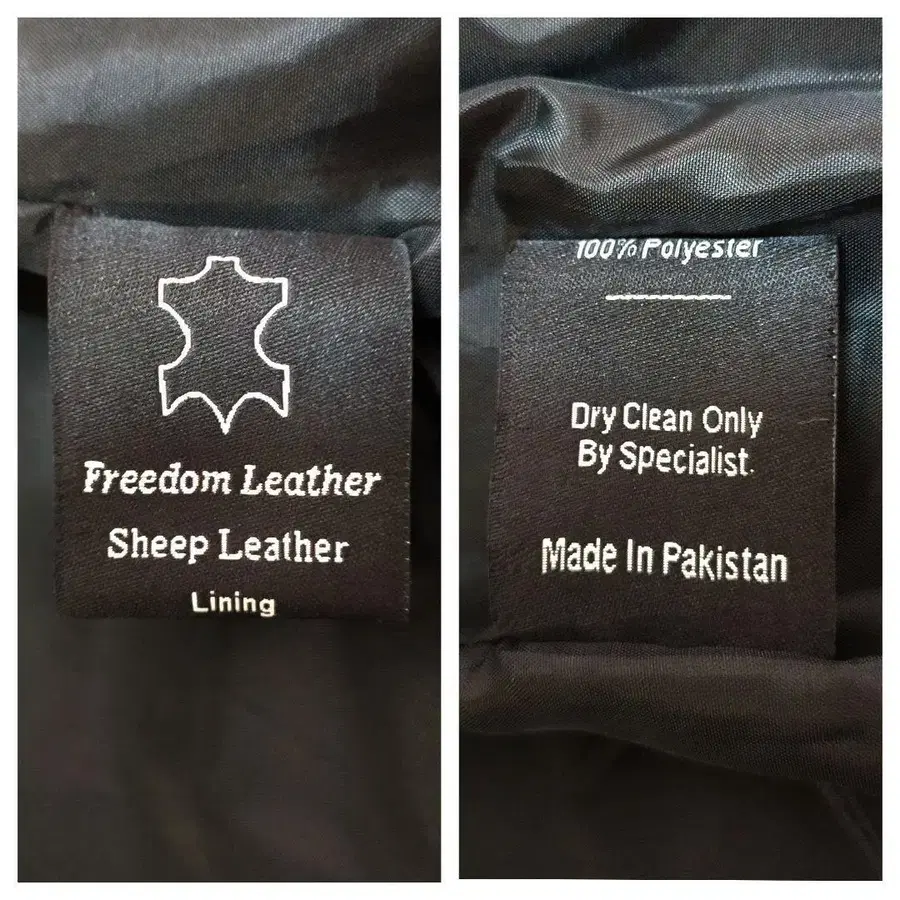 Freedom Leather
Sheep Leather
Lining
100% Polyester
Dry Clean Only
By Specialist.
Made In Pakistan